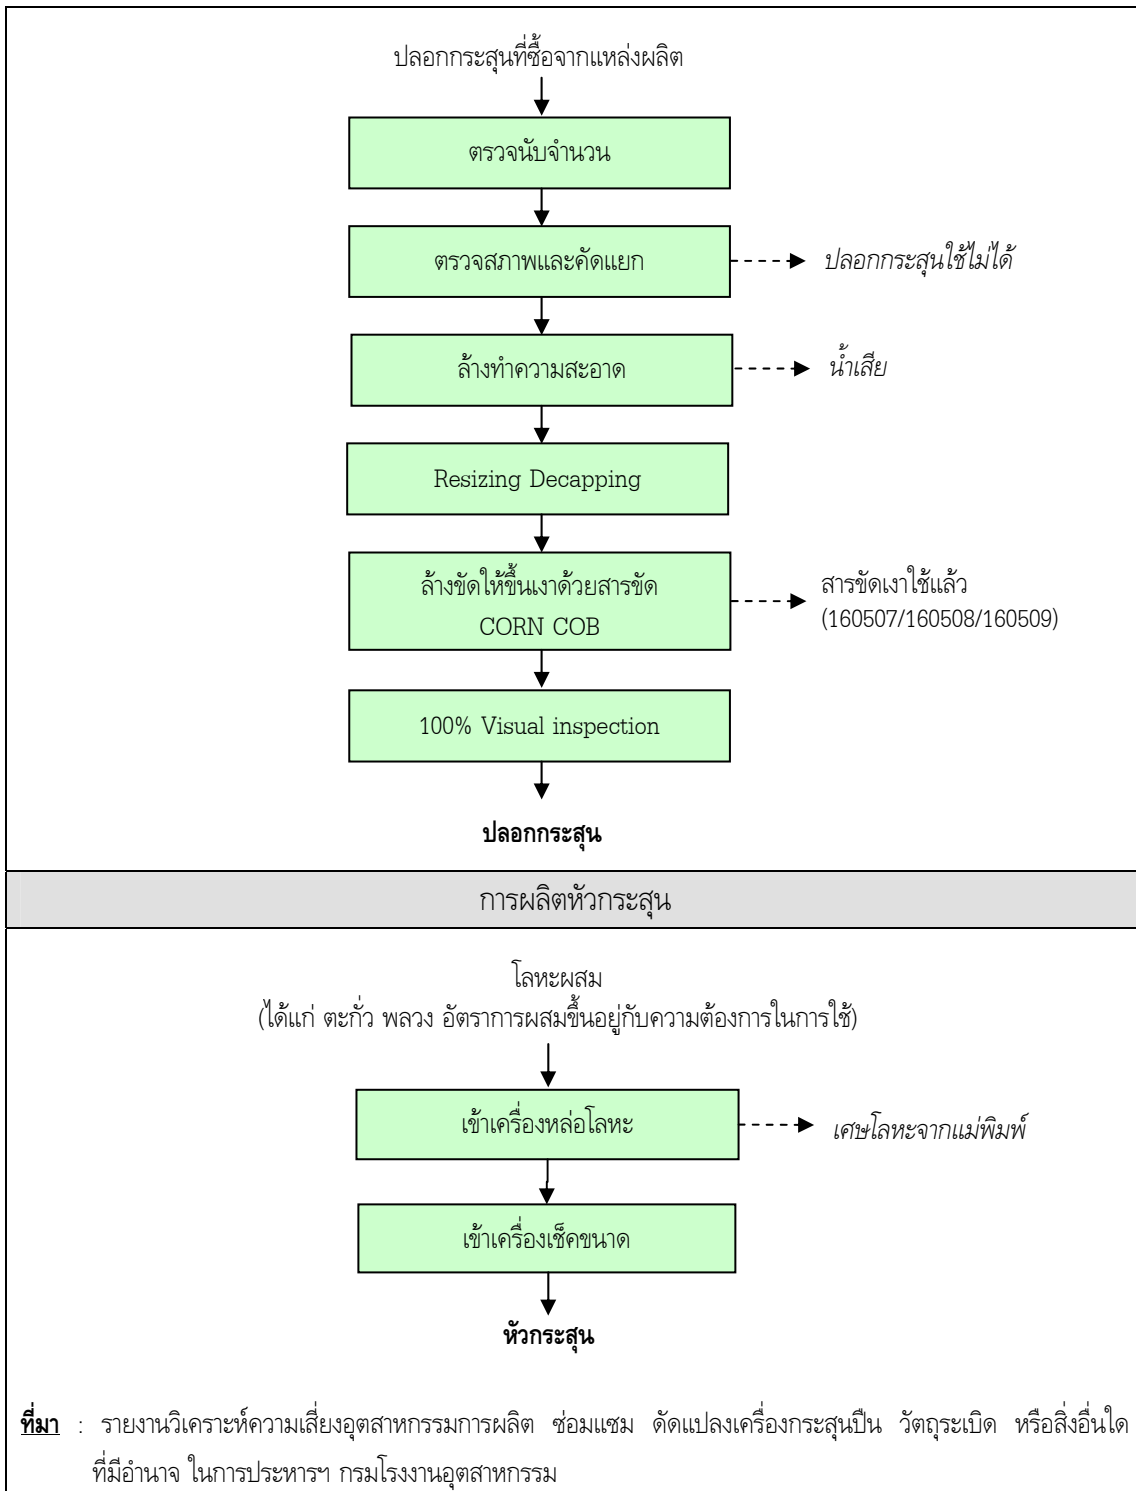 ปลอกกระสุนที่ซื้อจากแหล่งผลิต
ตรวจนับจำนวน
ตรวจสภาพและคัดแยก
ปลอกกระสุนใช้ไม่ได้
ล้างทำความสะอาด
น้ำเสีย
Resizing Decapping
ล้างขัดให้ขึ้นเงาด้วยสารขัด
CORN COB
สารขัดเงาใช้แล้ว
(160507/160508/160509)
100% Visual inspection
ปลอกกระสุน
การผลิตหัวกระสุน
โลหะผสม
(ได้แก่ ตะกั่ว พลวง อัตราการผสมขึ้นอยู่กับความต้องการในการใช้)
เข้าเครื่องหล่อโลหะ
เศษโลหะจากแม่พิมพ์
เข้าเครื่องเช็คขนาด
หัวกระสุน
ที่มา : รายงานวิเคราะห์ความเสี่ยงอุตสาหกรรมการผลิต ซ่อมแซม ดัดแปลงเครื่องกระสุนปืน วัตถุระเบิด หรือสิ่งอื่นใด
ที่มีอำนาจ ในการประหารฯ กรมโรงงานอุตสาหกรรม